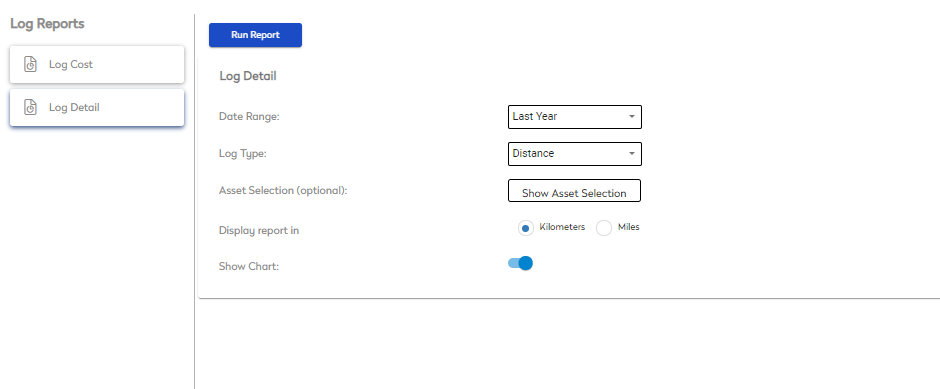 Log Reports
Log Cost
Log Detail
Run Report
Log Detail
Date Range: Last Year
Log Type: Distance
Asset Selection (optional): Show Asset Selection
Display report in Kilometers Miles
Show Chart: